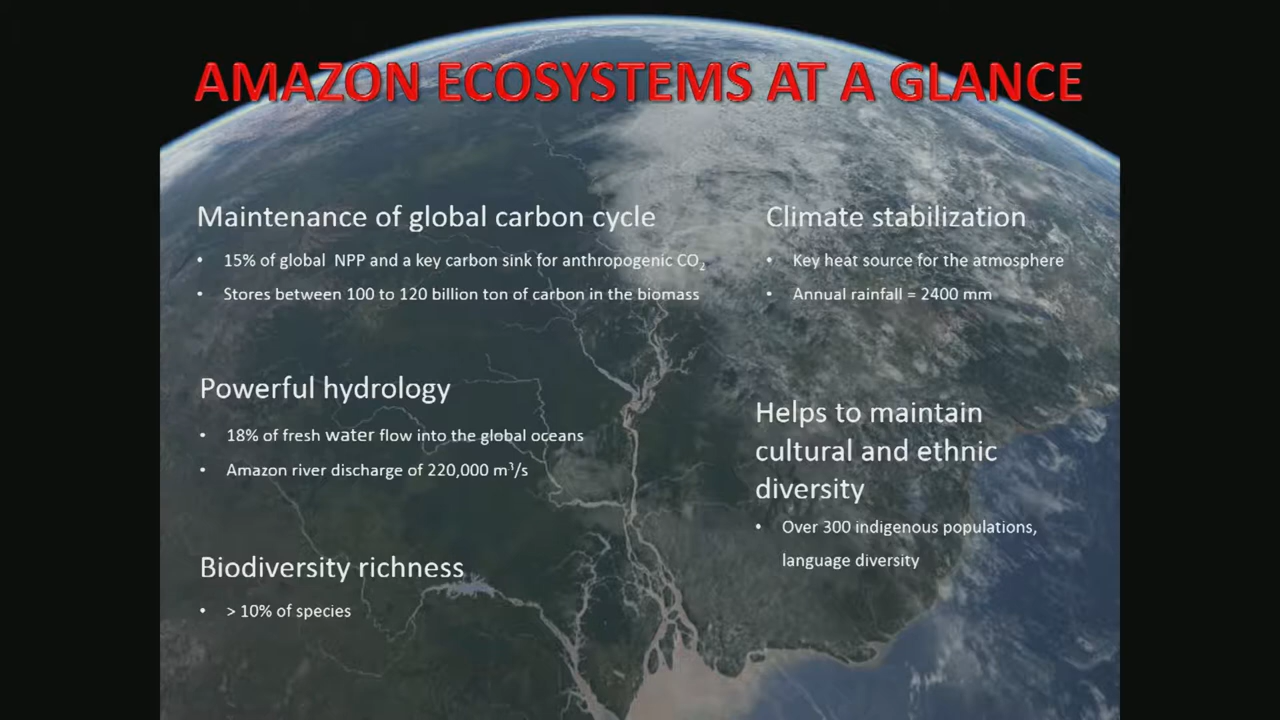 AMAZON ECOSYSTEMS AT A GLANCE
Maintenance of global carbon cycle
• 15% of global NPP and a key carbon sink for anthropogenic CO₂
• Stores between 100 to 120 billion ton of carbon in the biomass
Powerful hydrology
• 18% of fresh water flow into the global oceans
• Amazon river discharge of 220,000 m³/s
Biodiversity richness
• > 10% of species
Climate stabilization
• Key heat source for the atmosphere
• Annual rainfall = 2400 mm
Helps to maintain
cultural and ethnic
diversity
• Over 300 indigenous populations,
language diversity